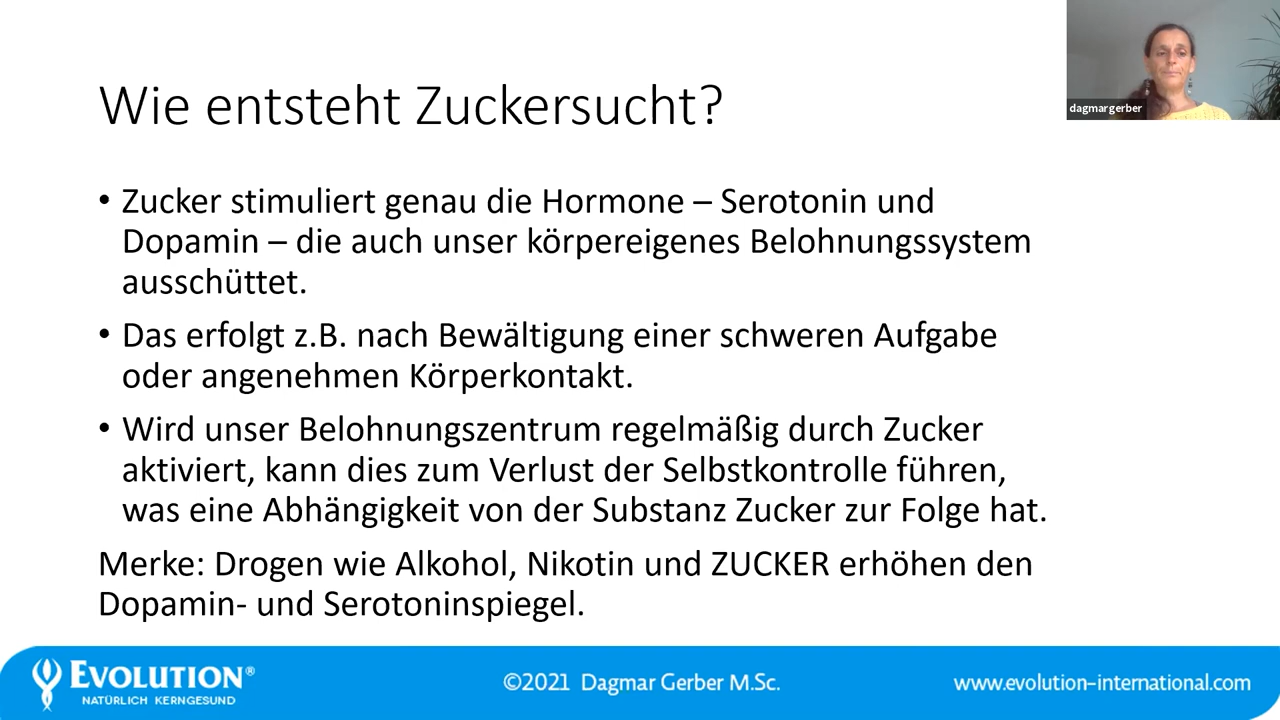 Wie entsteht Zuckersucht?
dagmargerber
• Zucker stimuliert genau die Hormone – Serotonin und
Dopamin – die auch unser körpereigenes Belohnungssystem
ausschüttet.
• Das erfolgt z.B. nach Bewältigung einer schweren Aufgabe
oder angenehmen Körperkontakt.
• Wird unser Belohnungszentrum regelmäßig durch Zucker
aktiviert, kann dies zum Verlust der Selbstkontrolle führen,
was eine Abhängigkeit von der Substanz Zucker zur Folge hat.
Merke: Drogen wie Alkohol, Nikotin und ZUCKER erhöhen den
Dopamin- und Serotoninspiegel.
EVOLUTION®
NATÜRLICH KERNGESUND
©2021 Dagmar Gerber M.Sc.
www.evolution-international.com